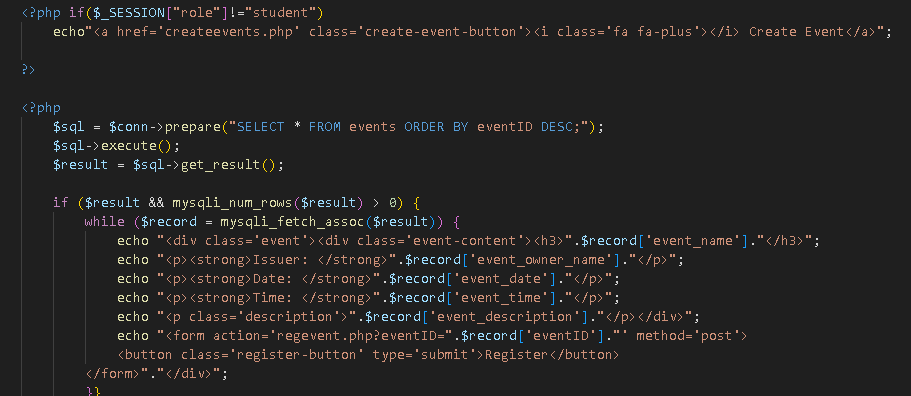 <?php if($_SESSION["role"]!="student")
echo"<a href='createevents.php' class='create-event-button'><i class='fa fa-plus'></i> Create Event</a>";
?>
<?php
$sql = $conn->prepare("SELECT * FROM events ORDER BY eventID DESC;");
$sql->execute();
$result = $sql->get_result();
if ($result && mysqli_num_rows($result) > 0) {
while ($record = mysqli_fetch_assoc($result)) {
echo "<div class='event'><div class='event-content'><h3>".$record['event_name']."</h3>";
echo "<p><strong>Issuer: </strong>".$record['event_owner_name']."</p>";
echo "<p><strong>Date: </strong>".$record['event_date']."</p>";
echo "<p><strong>Time: </strong>".$record['event_time']."</p>";
echo "<p class='description'>".$record['event_description']."</p></div>";
echo "<form action='regevent.php?eventID=".$record['eventID']."' method='post'>
<button class='register-button' type='submit'>Register</button>
</form>"."</div>";
}}